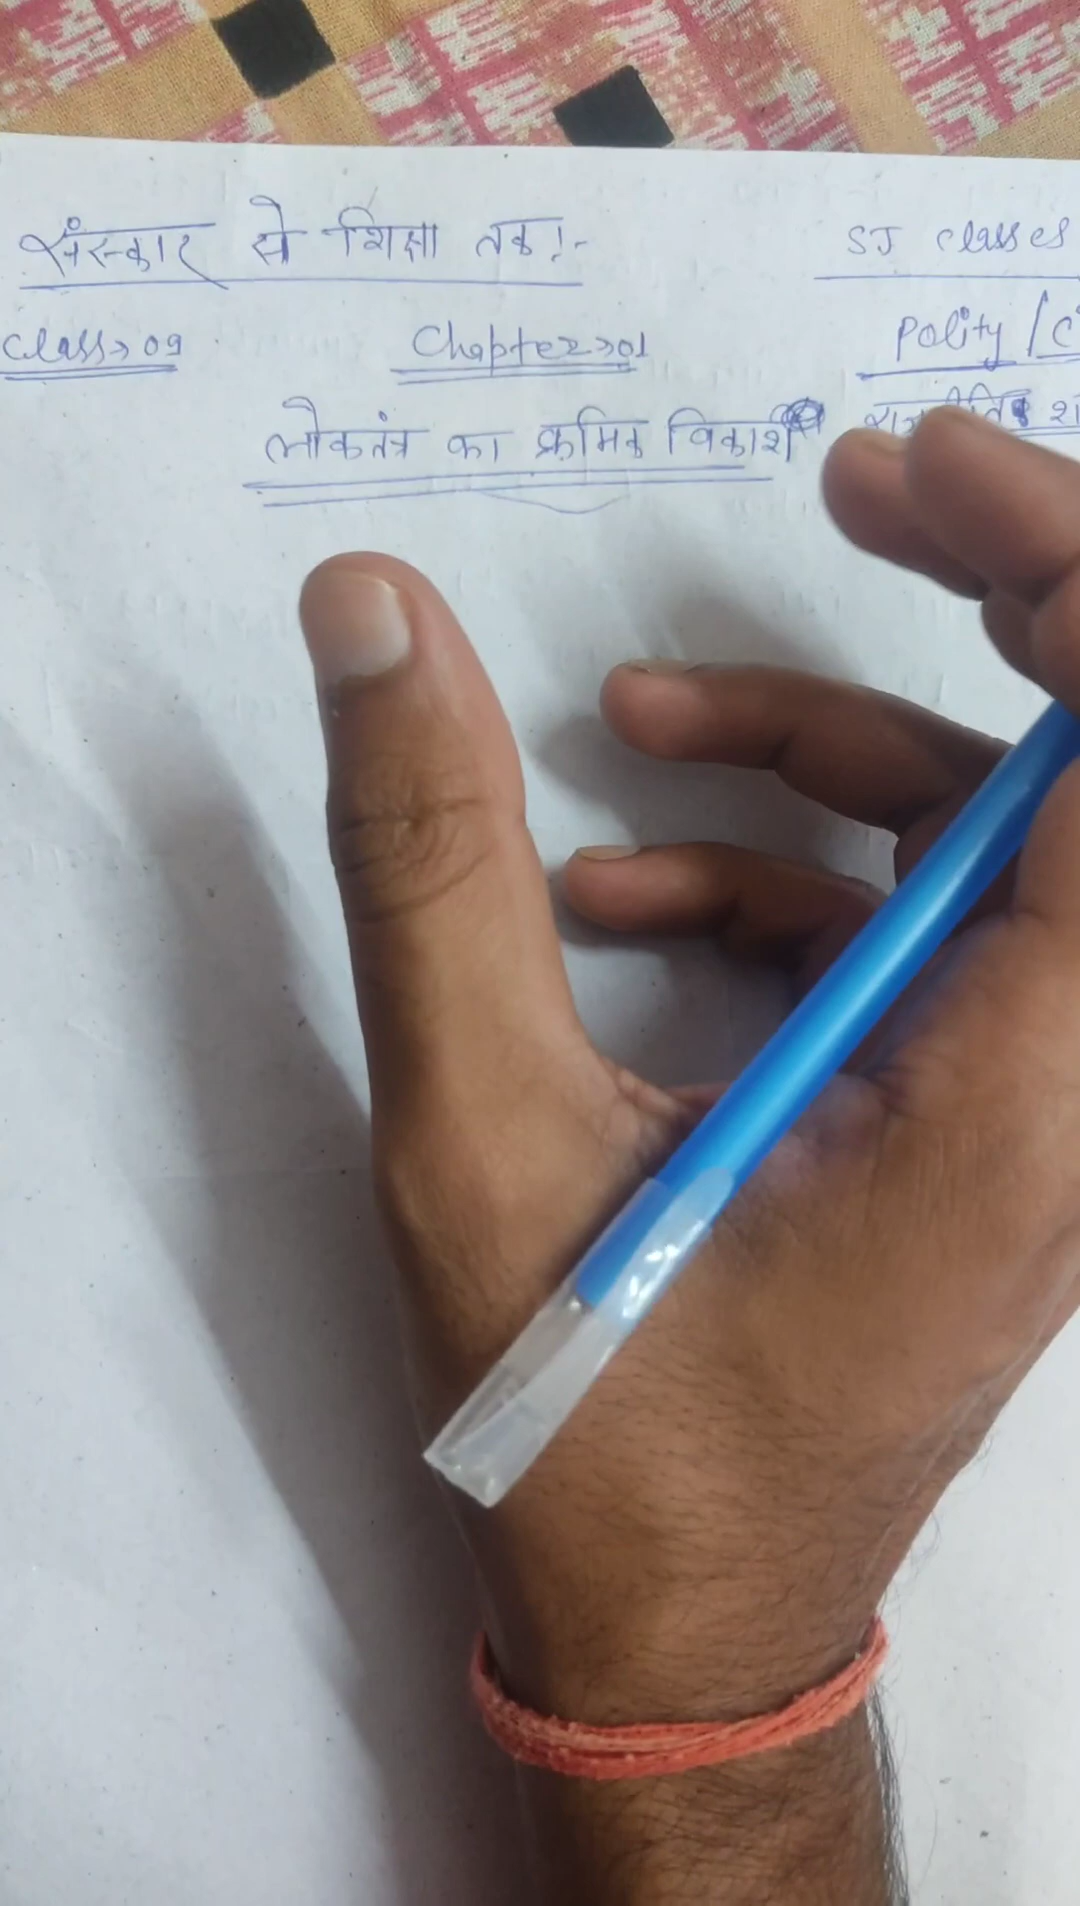 संस्कार से शिक्षा तक!-
SJ classes
Class→09
Chapter→01
Polity /
लोकतंत्र का क्रमिक विकाश